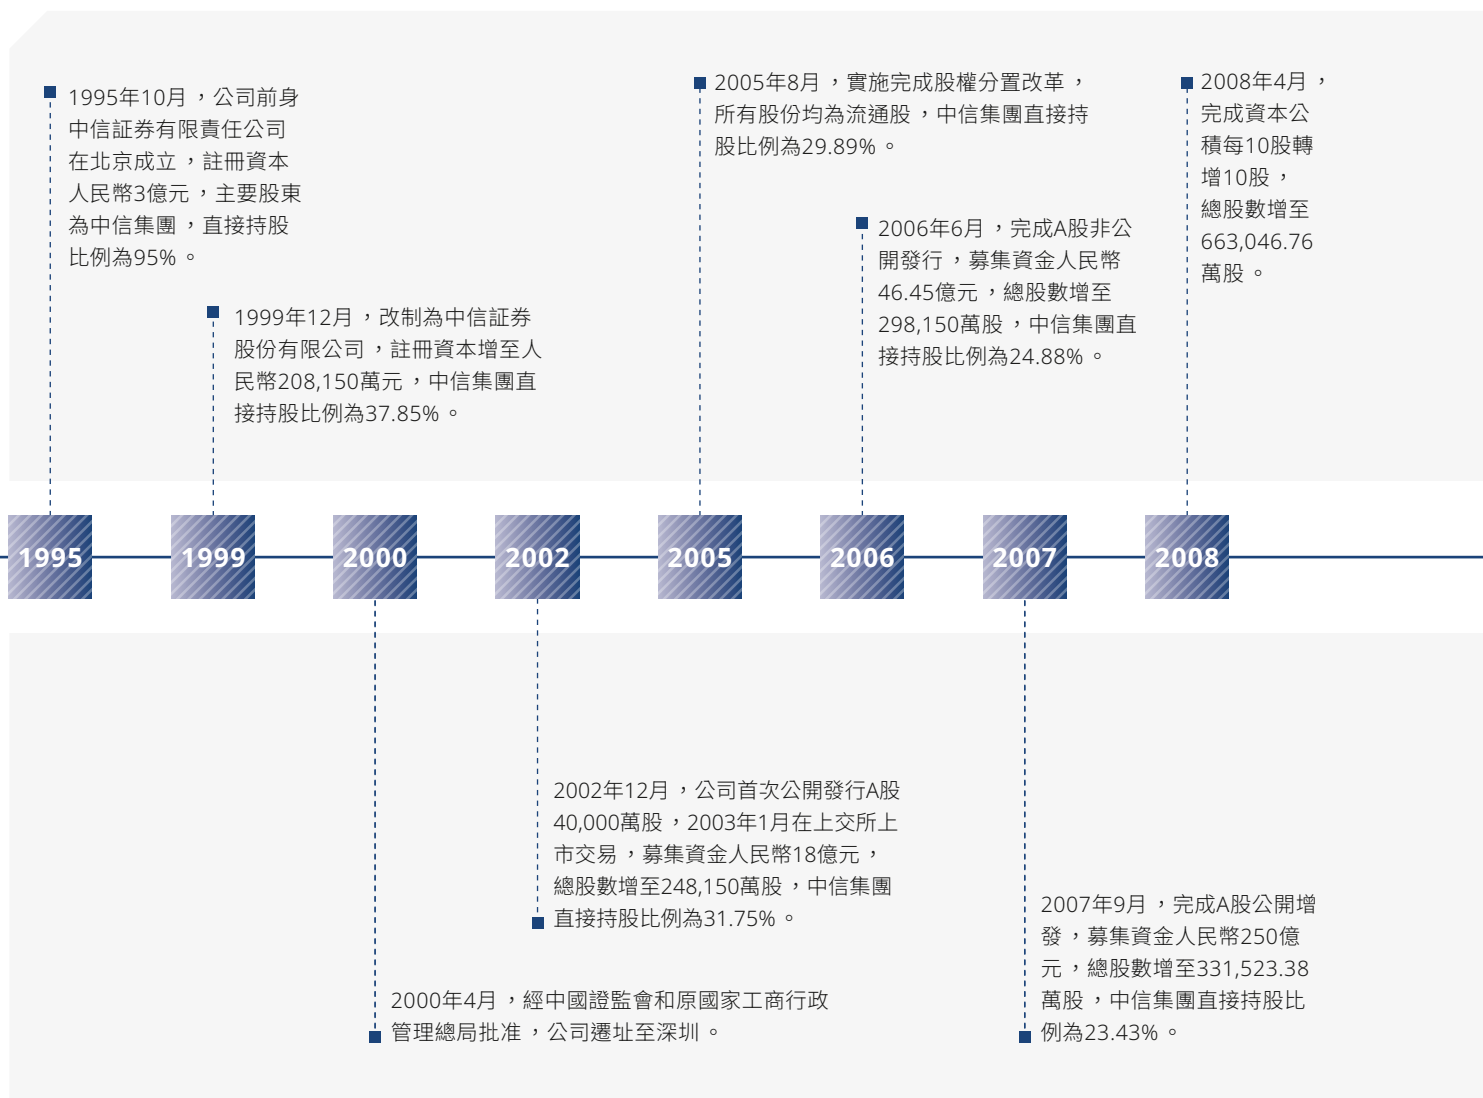 1995年10月，公司前身
中信証券有限責任公司
在北京成立，註冊資本
人民幣3億元，主要股東
為中信集團，直接持股
比例為95%。
1999年12月，改制為中信証券
股份有限公司，註冊資本增至人
民幣208,150萬元，中信集團直
接持股比例為37.85%。
2005年8月，實施完成股權分置改革，
所有股份均為流通股，中信集團直接持
股比例為29.89%。
2006年6月，完成A股非公
開發行，募集資金人民幣
46.45億元，總股數增至
298,150萬股，中信集團直
接持股比例為24.88%。
2008年4月，
完成資本公
積每10股轉
增10股，
總股數增至
663,046.76
萬股。
1995
1999
2000
2002
2005
2006
2007
2008
2002年12月，公司首次公開發行A股
40,000萬股，2003年1月在上交所上
市交易，募集資金人民幣18億元，
總股數增至248,150萬股，中信集團
直接持股比例為31.75%。
2000年4月，經中國證監會和原國家工商行政
管理總局批准，公司遷址至深圳。
2007年9月，完成A股公開增
發，募集資金人民幣250億
元，總股數增至331,523.38
萬股，中信集團直接持股比
例為23.43%。